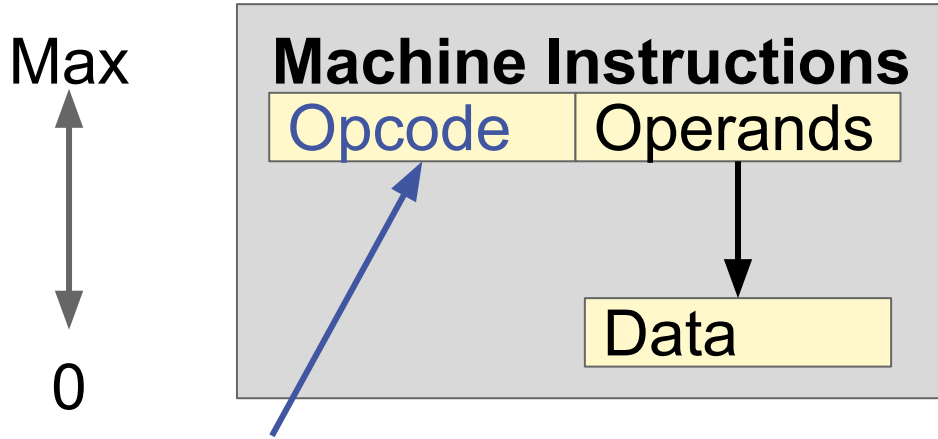 Max
Machine Instructions
Opcode Operands
Data
0